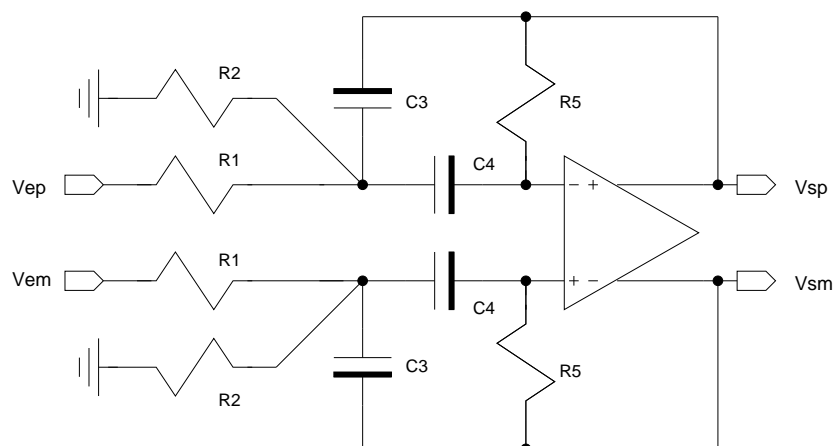 R2
C3
R5
R1
C4
Vep
− +
Vsp
Vem
R1
+ −
Vsm
C4
C3
R5
R2